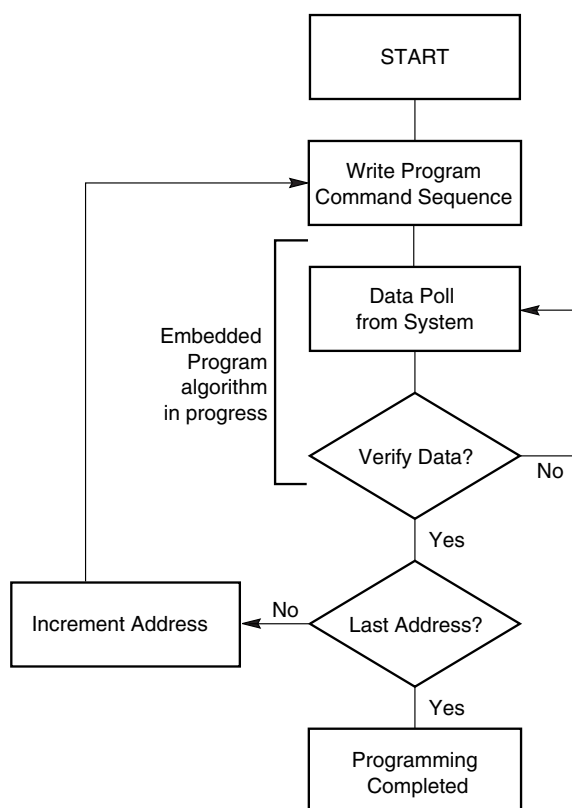 START
Write Program
Command Sequence
Data Poll
from System
Embedded
Program
algorithm
in progress
Verify Data?
No
Yes
Increment Address
No
Last Address?
Yes
Programming
Completed